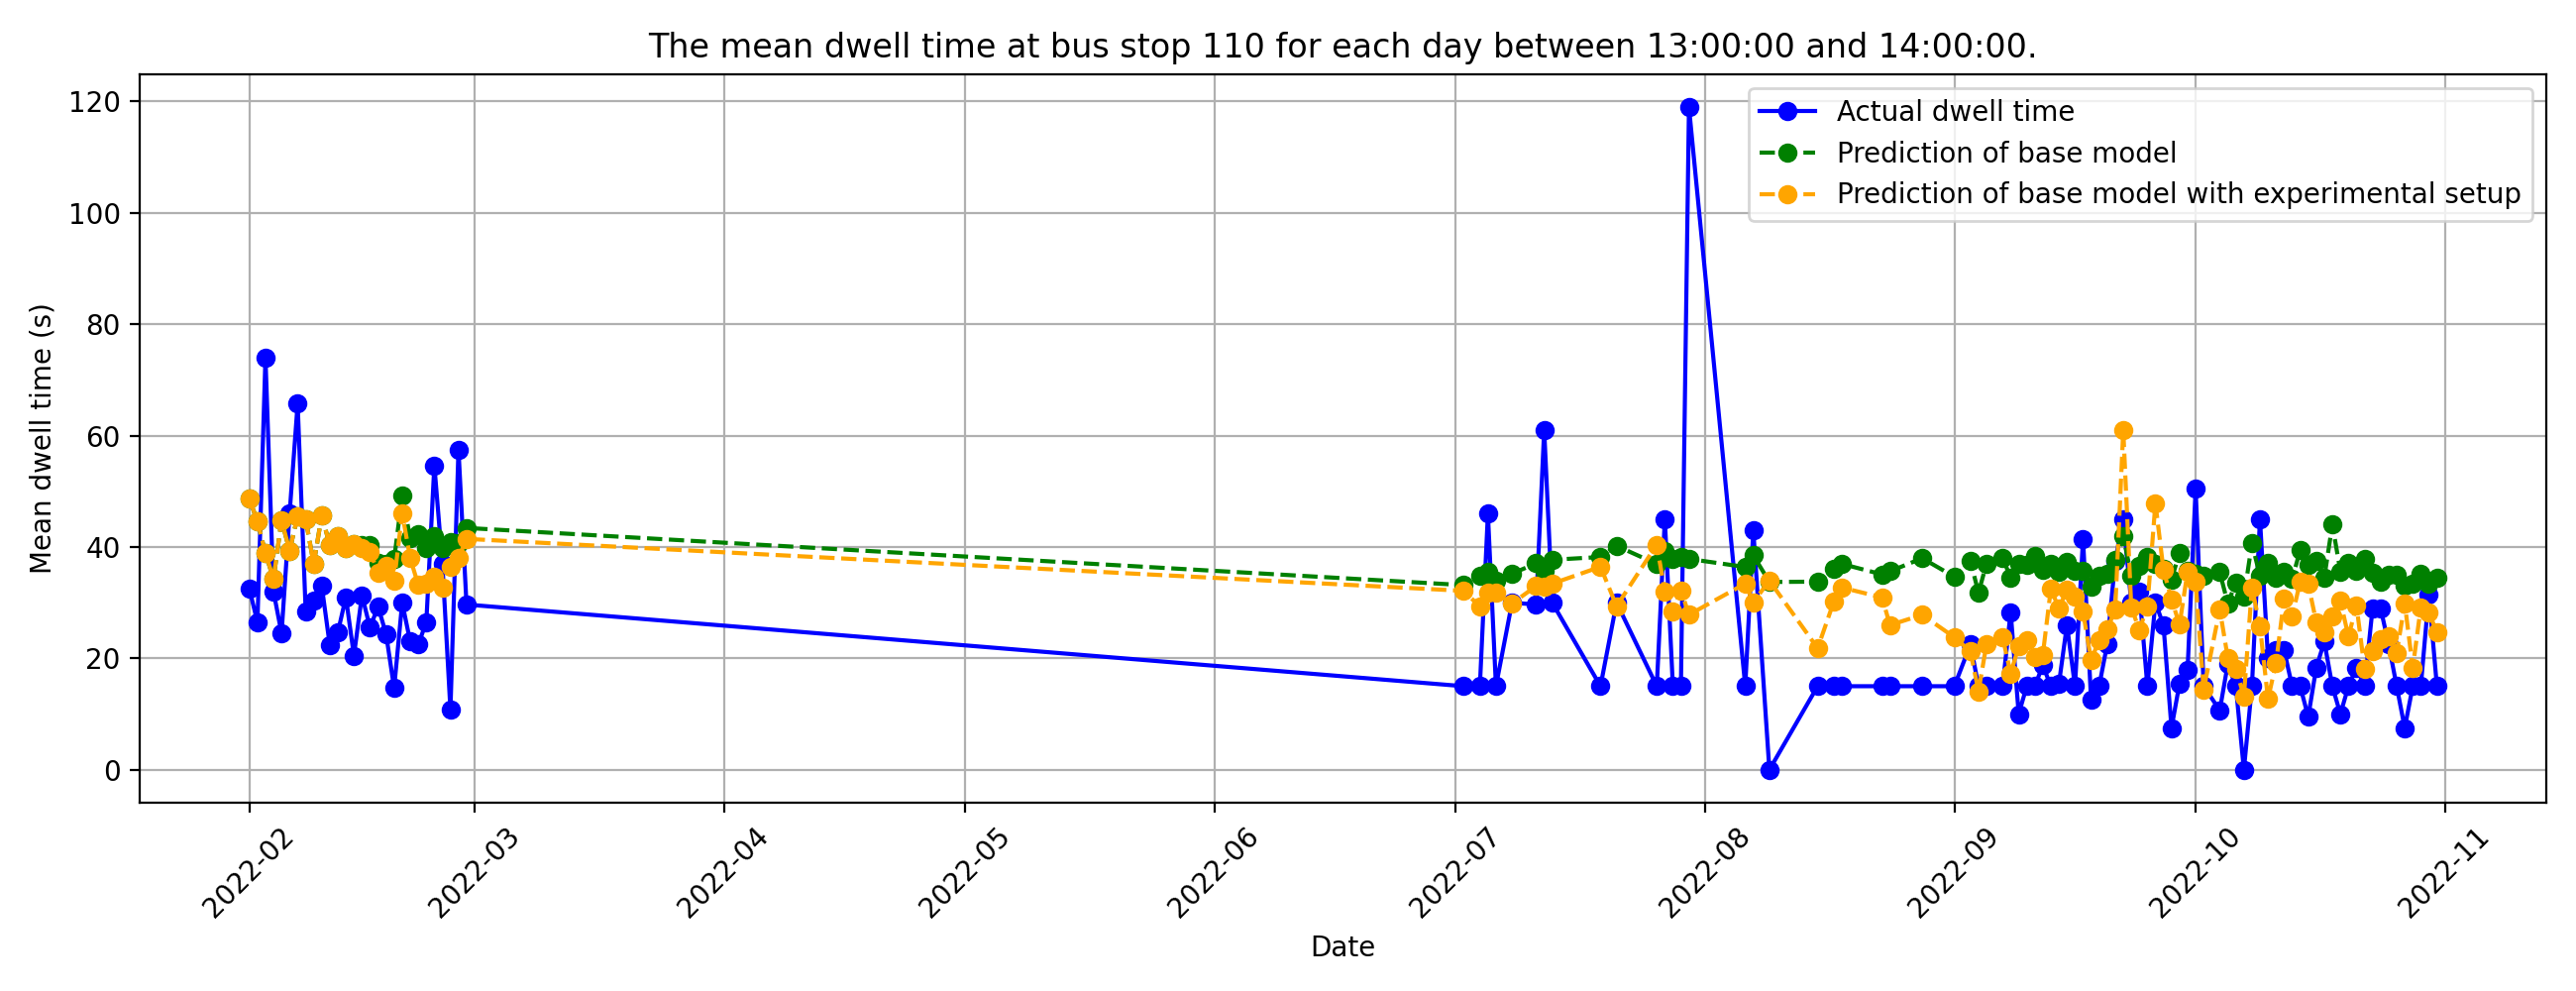 The mean dwell time at bus stop 110 for each day between 13:00:00 and 14:00:00.
Actual dwell time
Prediction of base model
Prediction of base model with experimental setup
Mean dwell time (s)
120
100
80
60
40
20
0
2022-02
2022-03
2022-04
2022-05
2022-06
2022-07
2022-08
2022-09
2022-10
2022-11
Date